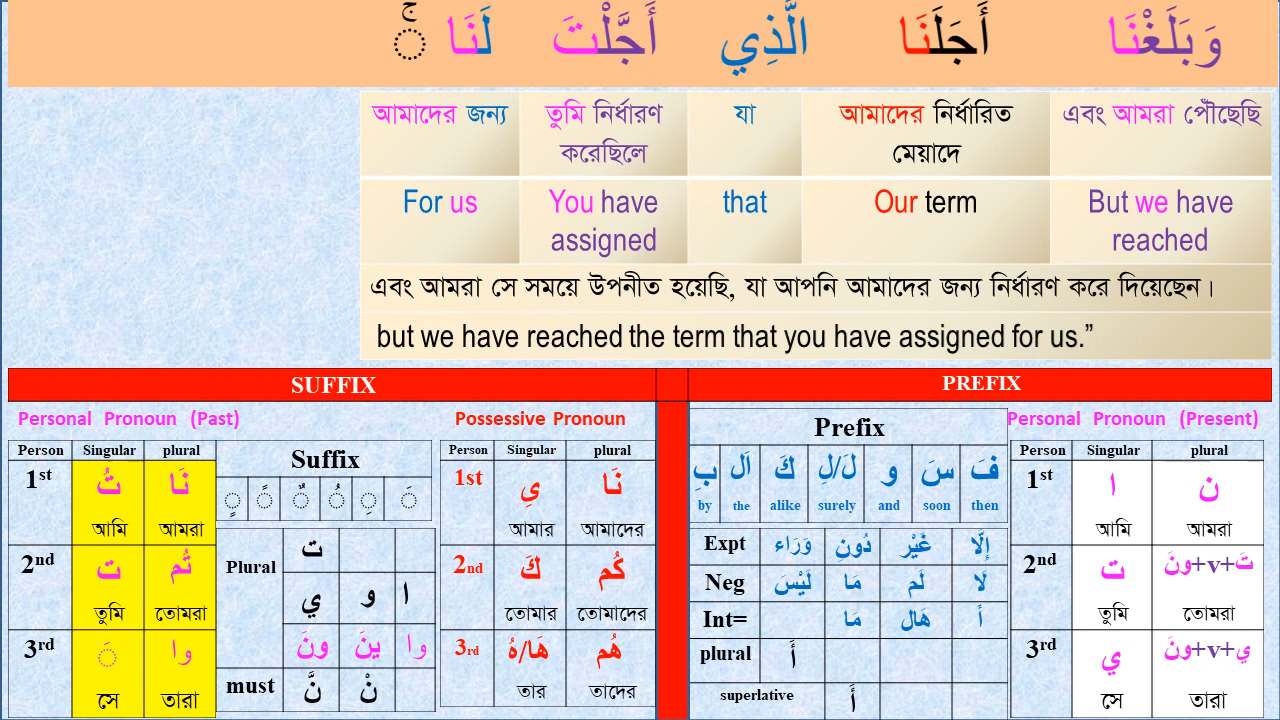 وَبَلَغْنَا أَجَلَنَا الَّذِي أَجَّلْتَ لَنَا ۚ
আমাদের জন্য তুমি নির্ধারণ করেছিলে যা আমাদের নির্ধারিত মেয়াদে এবং আমরা পৌঁছেছি
For us You have assigned that Our term But we have reached
এবং আমরা সে সময়ে উপনীত হয়েছি, যা আপনি আমাদের জন্য নির্ধারণ করে দিয়েছেন।
but we have reached the term that you have assigned for us.”
SUFFIX PREFIX
Personal Pronoun (Past) Possessive Pronoun Personal Pronoun (Present)
Person Singular plural
1st تُ نَا
আমি আমরা
2nd ت تُم
তুমি তোমরা
3rd ◌َ وا
সে তারা
Suffix
◌ٍ ◌ً ◌ٌ ◌ُ ◌ِ ◌َ
Plural ت
ي و ا
ونَ ينَ وا
must نَّ نْ
Person Singular plural
1st يِ نَا
আমার আমাদের
2nd كَ كُم
তোমার তোমাদের
3rd هَا/هُ هُم
তার তাদের
Prefix
بِ اَل كَ لَ/لِ و سَ فَ
by the alike surely and soon then
Expt وَرَاء دُونِ غَيْر إِلَّا
Neg لَيْسَ مَا لَم لَا
Int= مَا هَال أَ
plural أَ
superlative أَ
Person Singular plural
1st ا ن
আমি আমরা
2nd ت تَ+v+ونَ
তুমি তোমরা
3rd ي ي+v+ونَ
সে তারা